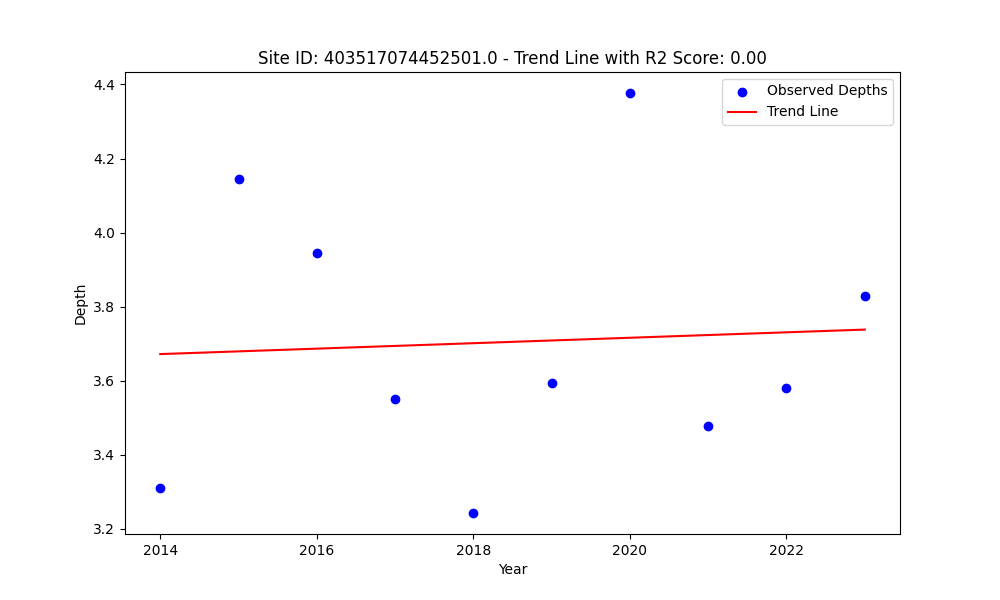 Site ID: 403517074452501.0 - Trend Line with R2 Score: 0.00
Observed Depths
Trend Line
4.4
4.2
4.0
3.8
3.6
3.4
3.2
Depth
2014
2016
2018
2020
2022
Year